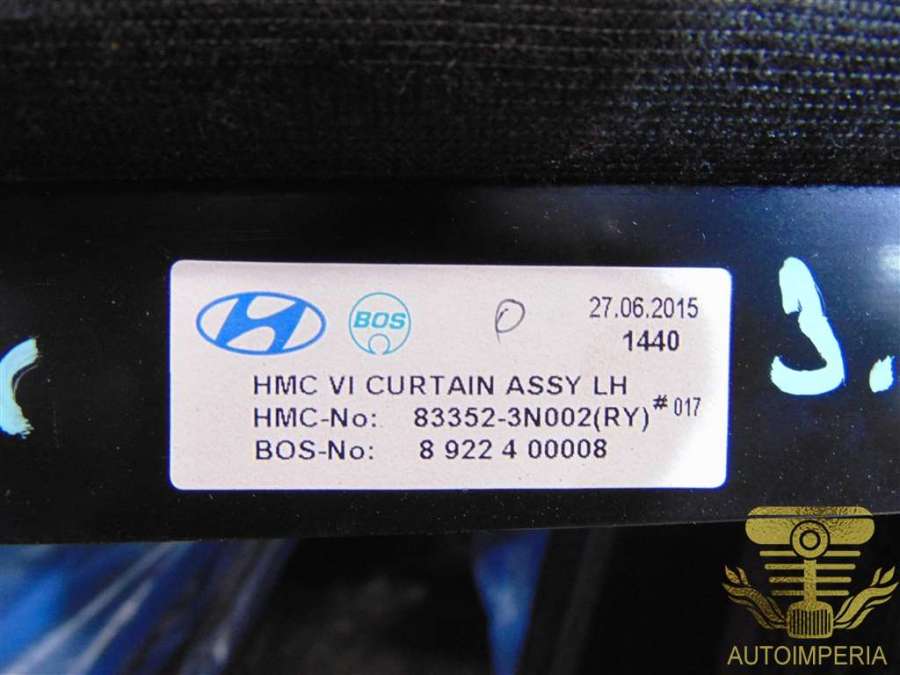 BOS
27.06.2015
1440
HMC VI CURTAIN ASSY LH
HMC-No: 83352-3N002(RY) # 017
BOS-No: 8 922 4 00008
AUTOIMPERIA